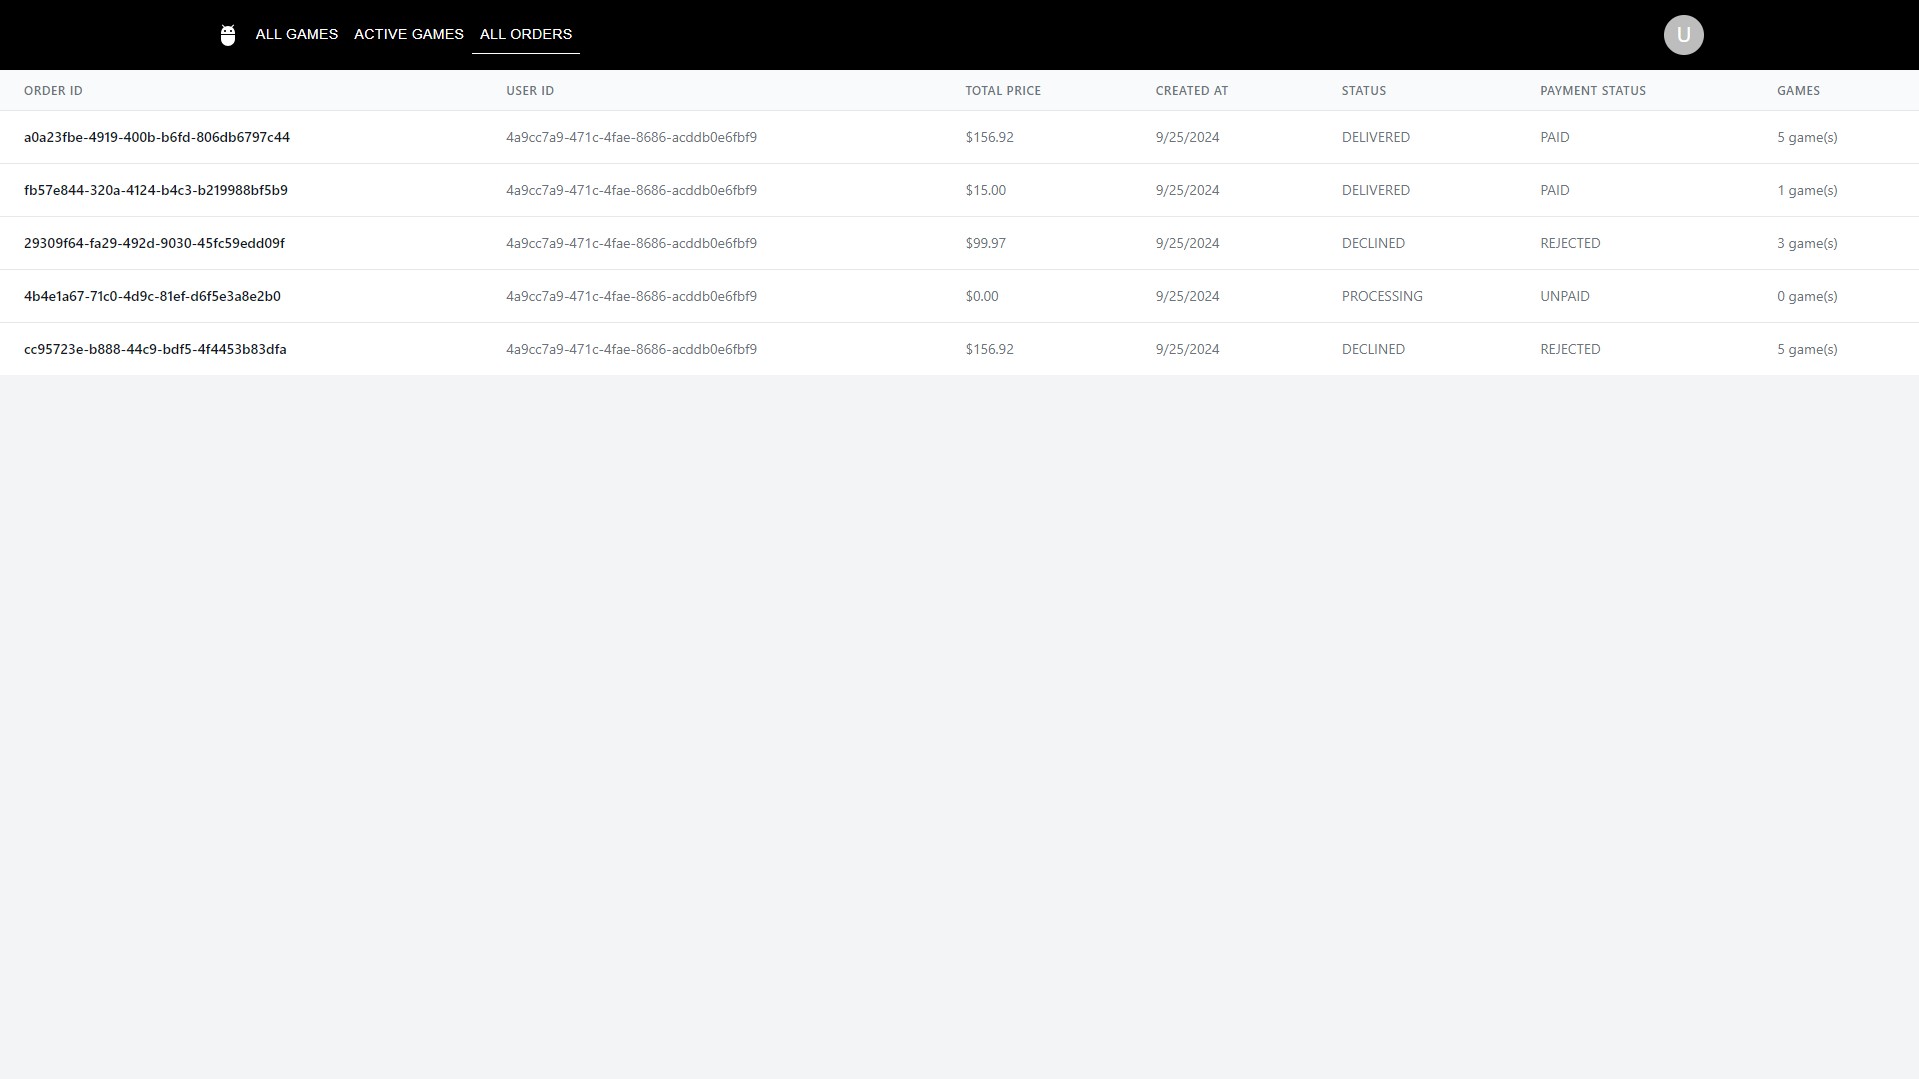 ALL GAMES ACTIVE GAMES ALL ORDERS U
ORDER ID USER ID TOTAL PRICE CREATED AT STATUS PAYMENT STATUS GAMES
a0a23fbe-4919-400b-b6fd-806db6797c44 4a9cc7a9-471c-4fae-8686-acddb0e6fbf9 $156.92 9/25/2024 DELIVERED PAID 5 game(s)
fb57e844-320a-4124-b4c3-b219988bf5b9 4a9cc7a9-471c-4fae-8686-acddb0e6fbf9 $15.00 9/25/2024 DELIVERED PAID 1 game(s)
29309f64-fa29-492d-9030-45fc59edd09f 4a9cc7a9-471c-4fae-8686-acddb0e6fbf9 $99.97 9/25/2024 DECLINED REJECTED 3 game(s)
4b4e1a67-71c0-4d9c-81ef-d6f5e3a8e2b0 4a9cc7a9-471c-4fae-8686-acddb0e6fbf9 $0.00 9/25/2024 PROCESSING UNPAID 0 game(s)
cc95723e-b888-44c9-bdf5-4f4453b83dfa 4a9cc7a9-471c-4fae-8686-acddb0e6fbf9 $156.92 9/25/2024 DECLINED REJECTED 5 game(s)